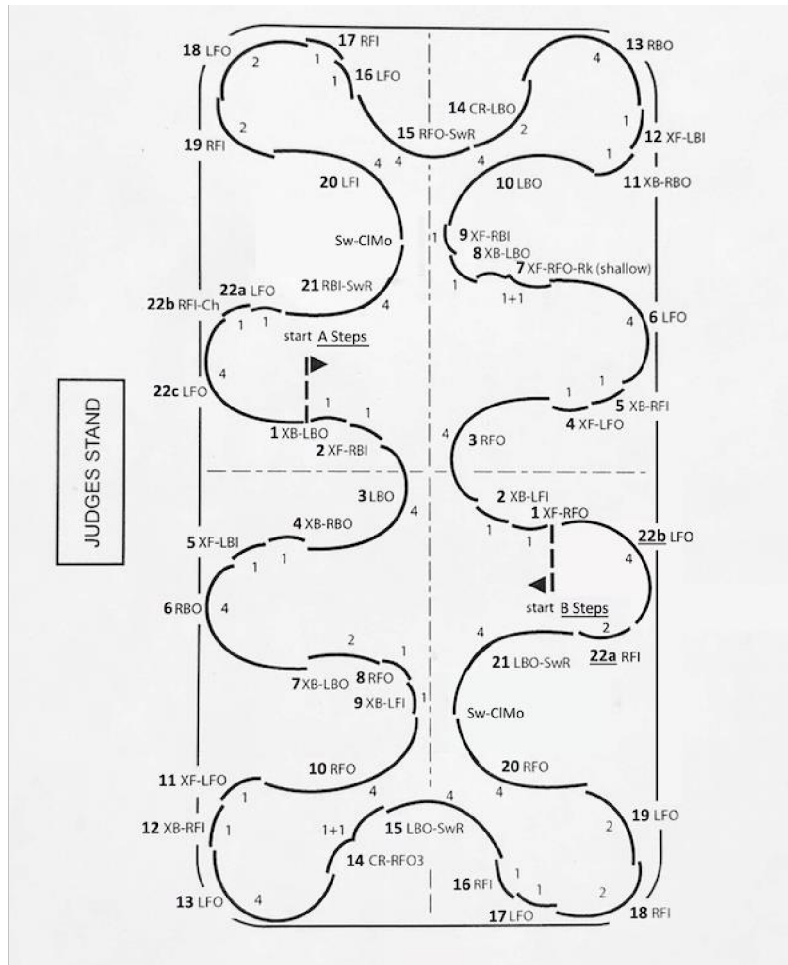 17 RFI
18 LFO
2
1
16 LFO
1
13 RBO
4
14 CR-LBO
2
1
12 XF-LBI
15 RFO-SwR
19 RFI
2
4
4
4
1
11 XB-RBO
20 LFI
10 LBO
Sw-ClMo
1
9 XF-RBI
8 XB-LBO
7 XF-RFO-Rk (shallow)
21 RBI-SwR
4
22a LFO
22b RFI-Ch
1
1
1
1+1
6 LFO
4
start A Steps
4
22c LFO
1
1
1
1
5 XB-RFI
4 XF-LFO
1 XB-LBO
2 XF-RBI
4
3 RFO
JUDGES STAND
3 LBO
4
2 XB-LFI
1 XF-RFO
1
1
4 XB-RBO
5 XF-LBI
1
1
22b LFO
4
start B Steps
6 RBO
4
2
22a RFI
4
21 LBO-SwR
2
1
7 XB-LBO
8 RFO
9 XB-LFI
1
Sw-ClMo
10 RFO
20 RFO
11 XF-LFO
1
4
4
4
19 LFO
2
12 XB-RFI
1
1+1
15 LBO-SwR
14 CR-RFO3
16 RFI
1
1
13 LFO
4
17 LFO
2
18 RFI